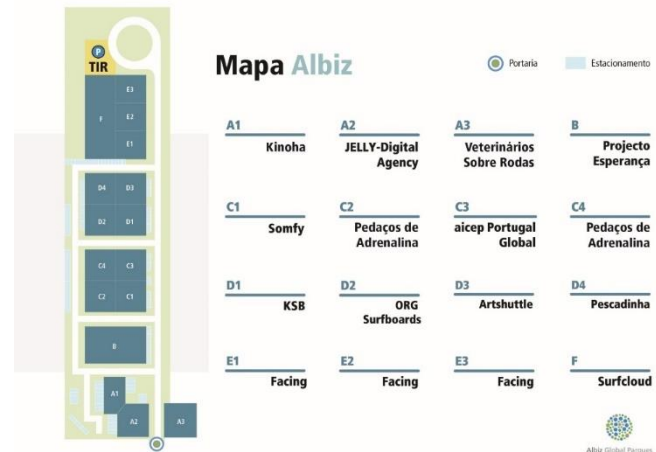 P
TIR
E3
F
E2
E1
D4 D3
D2 D1
C4 C3
C2 C1
B
A1
A2 A3
Mapa Albiz
Portaria
Estacionamento
A1
Kinoha
A2
JELLY-Digital
Agency
A3
Veterinários
Sobre Rodas
B
Projecto
Esperança
C1
Somfy
C2
Pedaços de
Adrenalina
C3
aicep Portugal
Global
C4
Pedaços de
Adrenalina
D1
KSB
D2
ORG
Surfboards
D3
Artshuttle
D4
Pescadinha
E1
Facing
E2
Facing
E3
Facing
F
Surfcloud
Albiz Global Parques